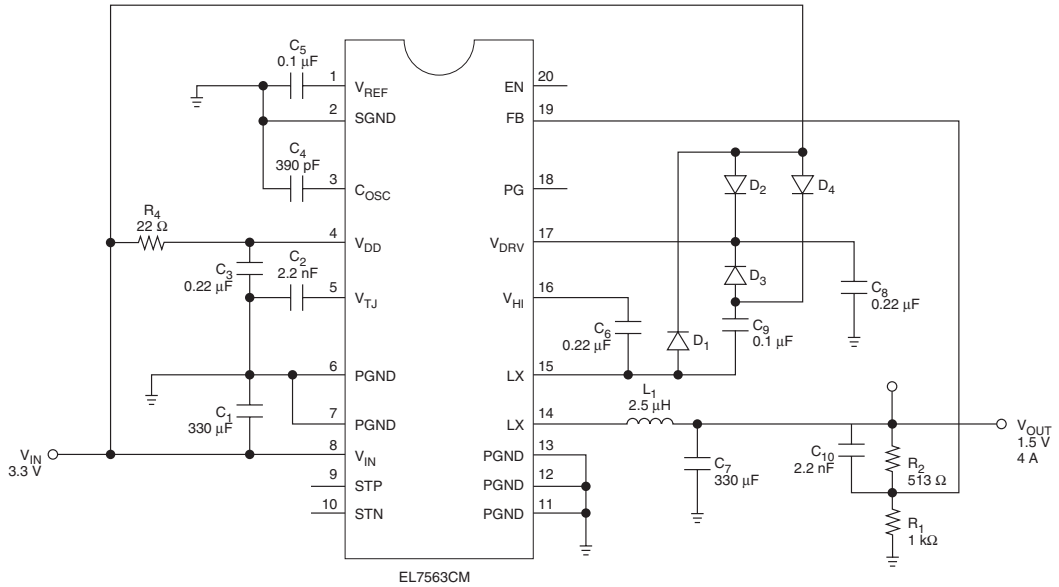 C5
0.1 μF
1
VREF
2
SGND
C4
390 pF
3
COSC
R4
22 Ω
4
VDD
C3
0.22 μF
C2
2.2 nF
5
VTJ
6
PGND
C1
330 μF
7
PGND
VIN
3.3 V
8
VIN
9
STP
10
STN
EL7563CM
20
EN
19
FB
18
PG
17
VDRV
16
VHI
15
LX
14
LX
13
PGND
12
PGND
11
PGND
D2
D4
D3
C8
0.22 μF
C6
0.22 μF
D1
C9
0.1 μF
L1
2.5 μH
C7
330 μF
C10
2.2 nF
R2
513 Ω
R1
1 kΩ
VOUT
1.5 V
4 A